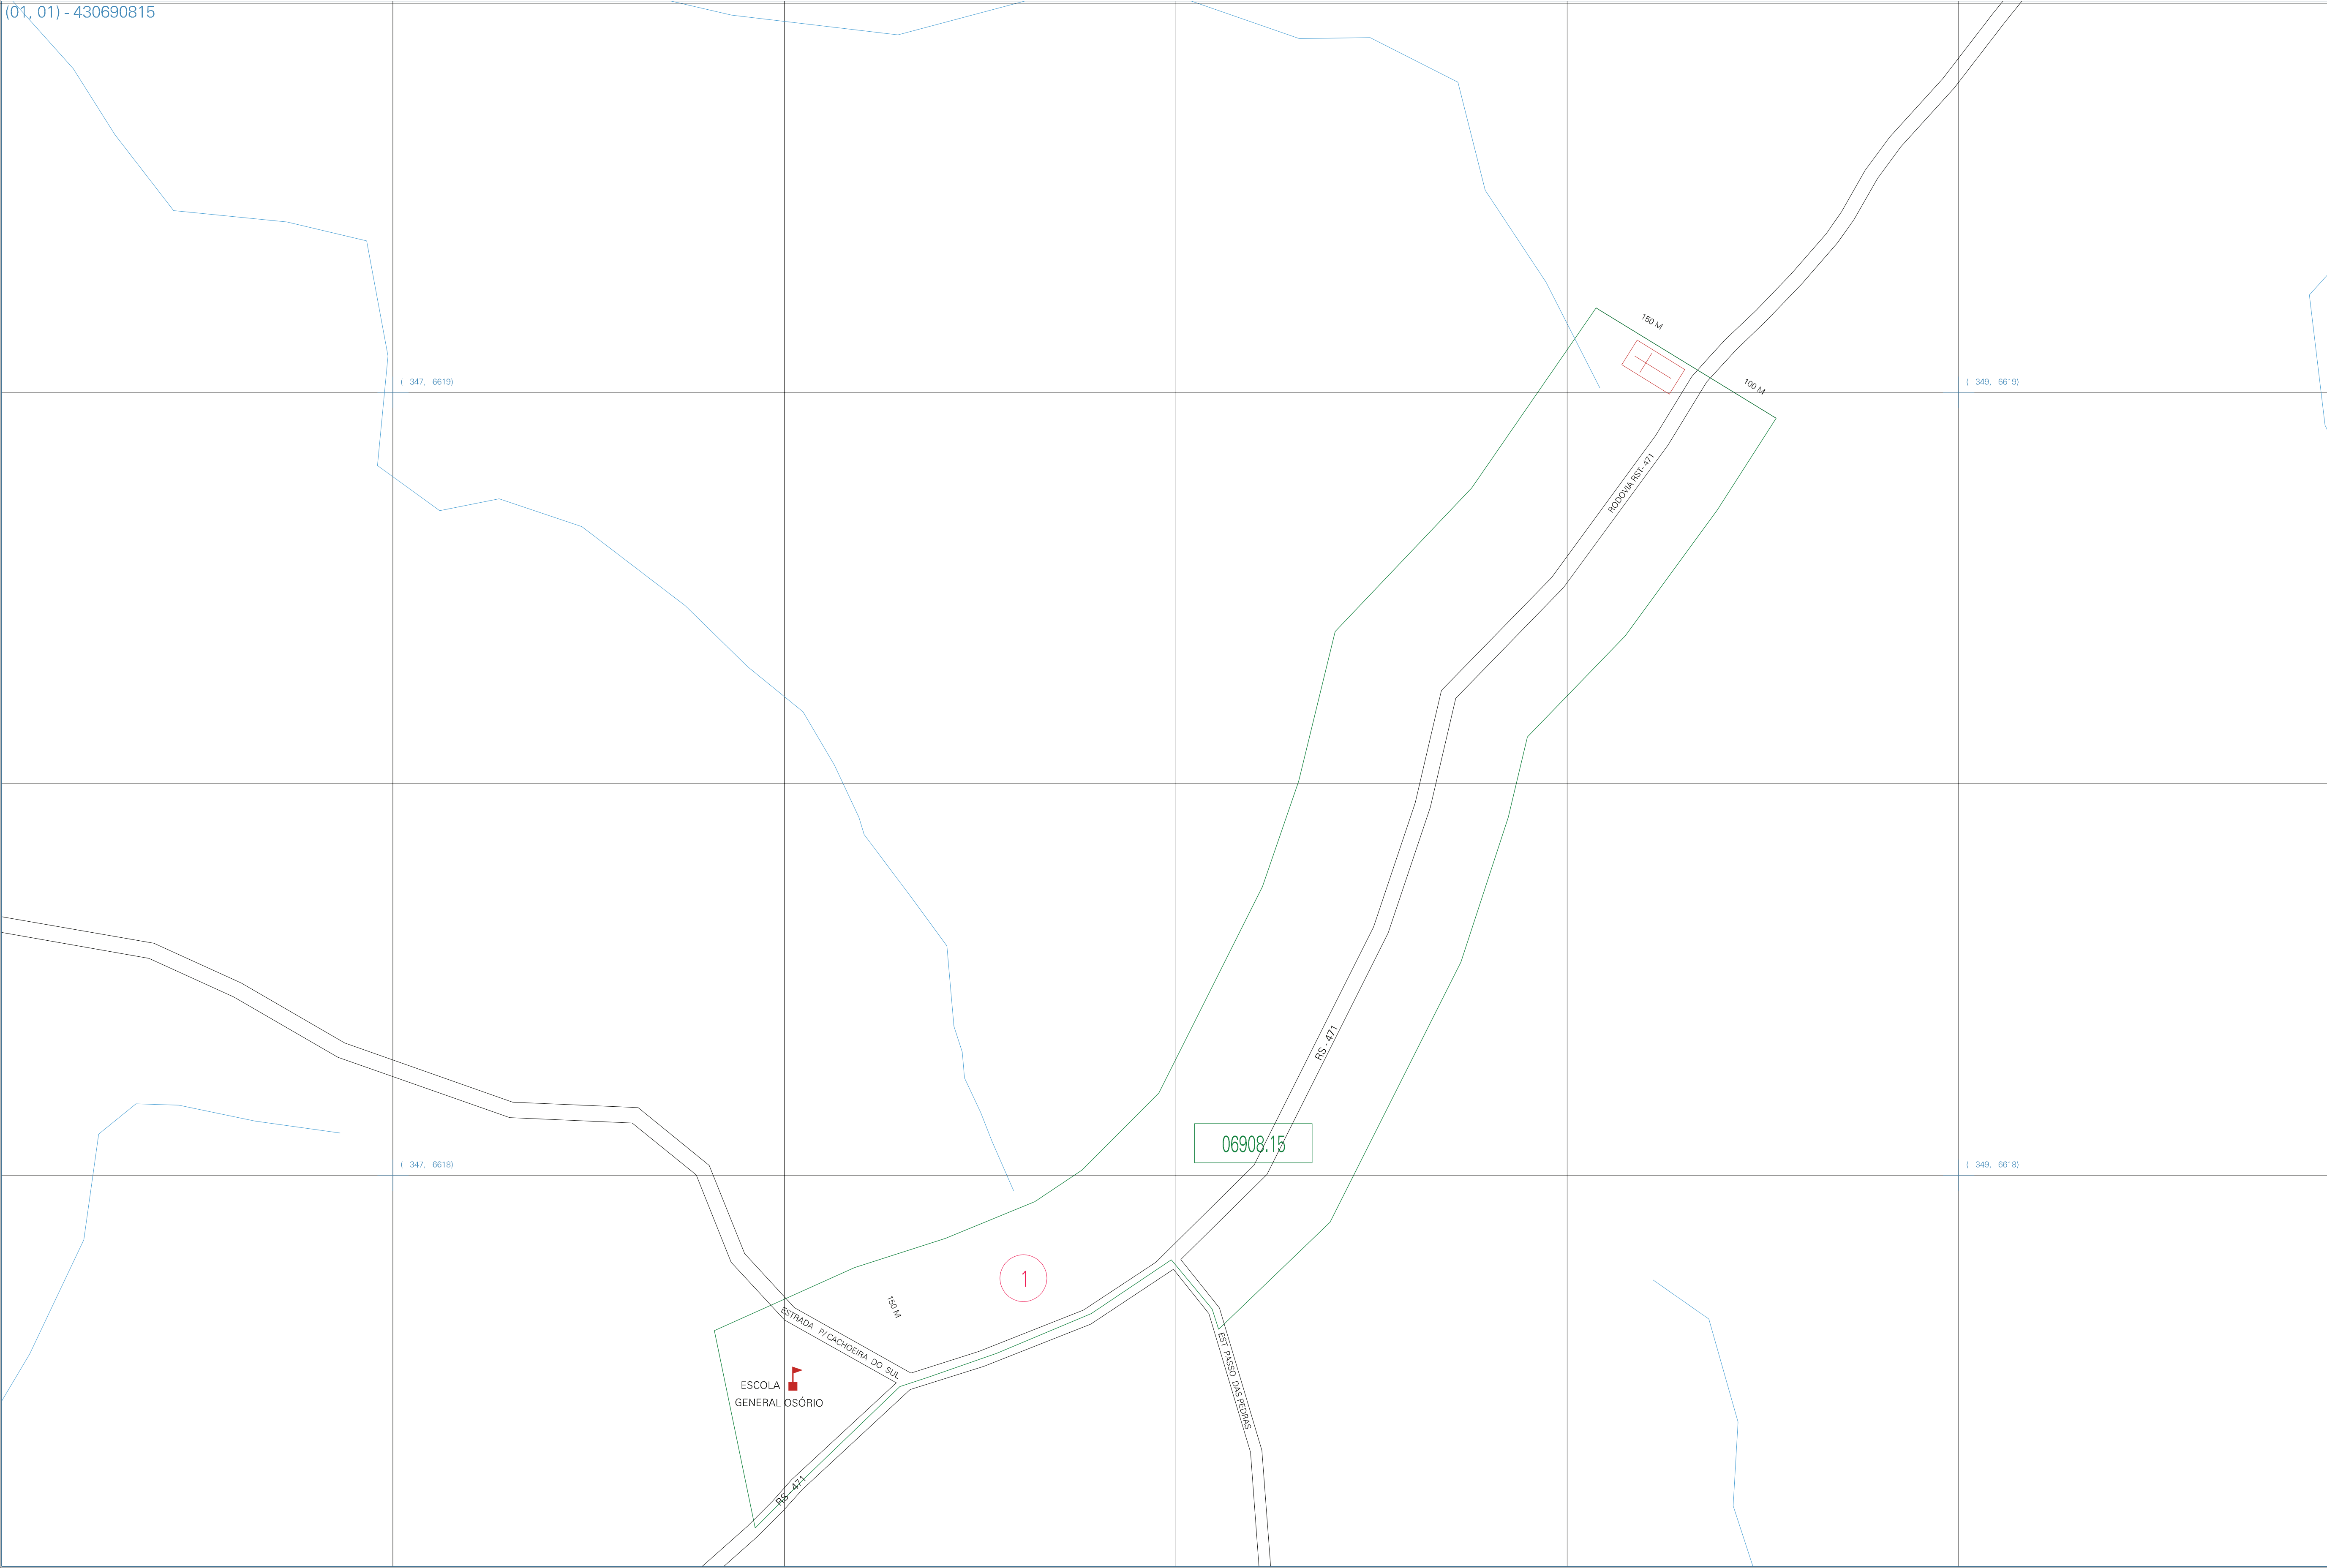 (01, 01) - 430690815
150 M
( 347, 6619)
( 349, 6619)
100 M
RODOVIA RST- 471
RS - 471
06908.15
( 347, 6618)
( 349, 6618)
1
150 M
ESTRADA P/ CACHOEIRA DO SUL
EST PASSO DAS PEDRAS
ESCOLA
GENERAL OSÓRIO
RS - 471